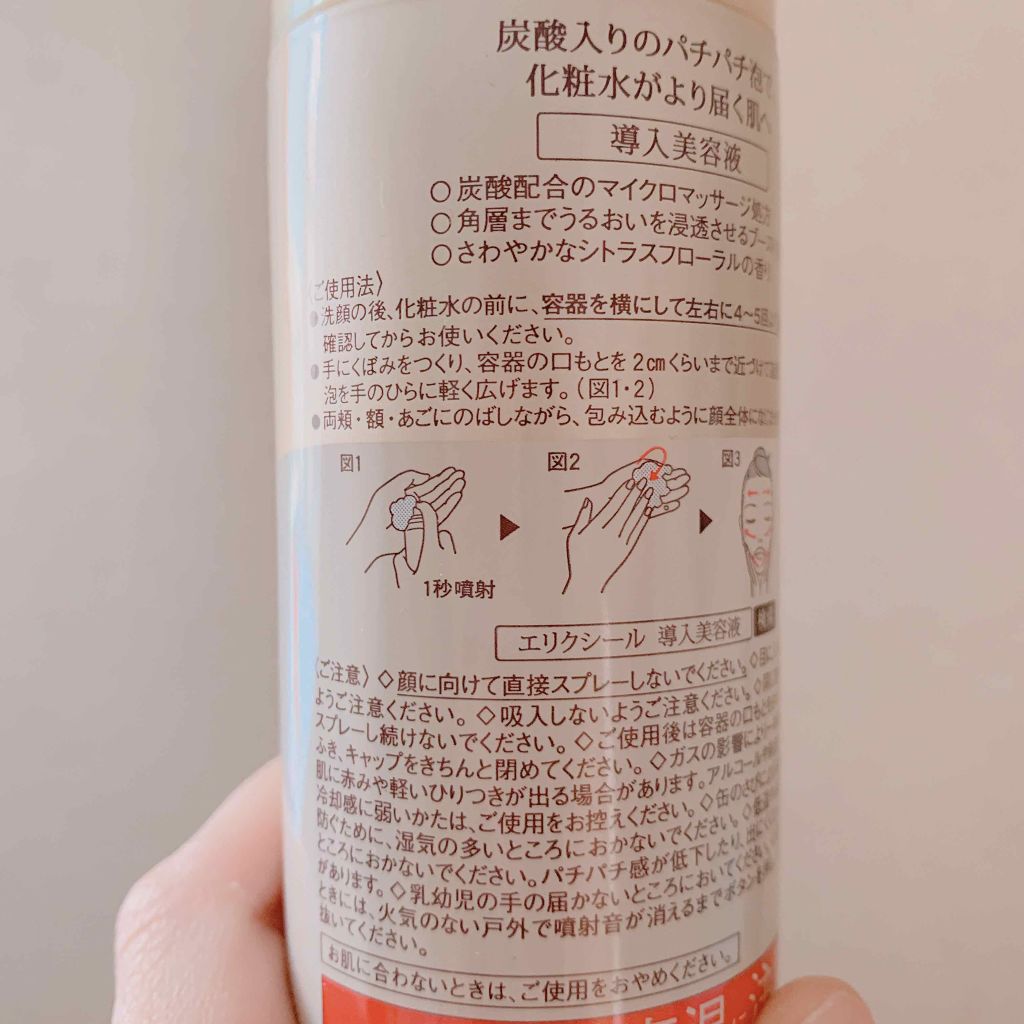 炭酸入りのパチパチ泡で
化粧水がより届く肌へ
導入美容液
○炭酸配合のマイクロマッサージ処方
○角層までうるおいを浸透させる
○さわやかなシトラスフローラルの香り
〈ご使用法〉
●洗顔の後、化粧水の前に、容器を横にして左右に4～5回
確認してからお使いください。
●手にくぼみをつくり、容器の口もとを2cmくらいまで近づけて
泡を手のひらに軽く広げます。(図1・2)
●両頬・額・あごにのばしながら、包み込むように顔全体に
図1 図2 図3
1秒噴射
エリクシール 導入美容液
〈ご注意〉◇顔に向けて直接スプレーしないでください。◇目に
ようご注意ください。◇吸入しないようご注意ください。◇
スプレーし続けないでください。◇ご使用後は容器の口もとを
ふき、キャップをきちんと閉めてください。◇ガスの影響により
肌に赤みや軽いひりつきが出る場合があります。アルコール
冷却感に弱いかたは、ご使用をお控えください。◇缶のさび
防ぐために、湿気の多いところにおかないでください。◇
ところにおかないでください。パチパチ感が低下したり、
があります。◇乳幼児の手の届かないところにおいてください。
ときには、火気のない戸外で噴射音が消えるまでボタンを
抜いてください。
お肌に合わないときは、ご使用をおやめください。